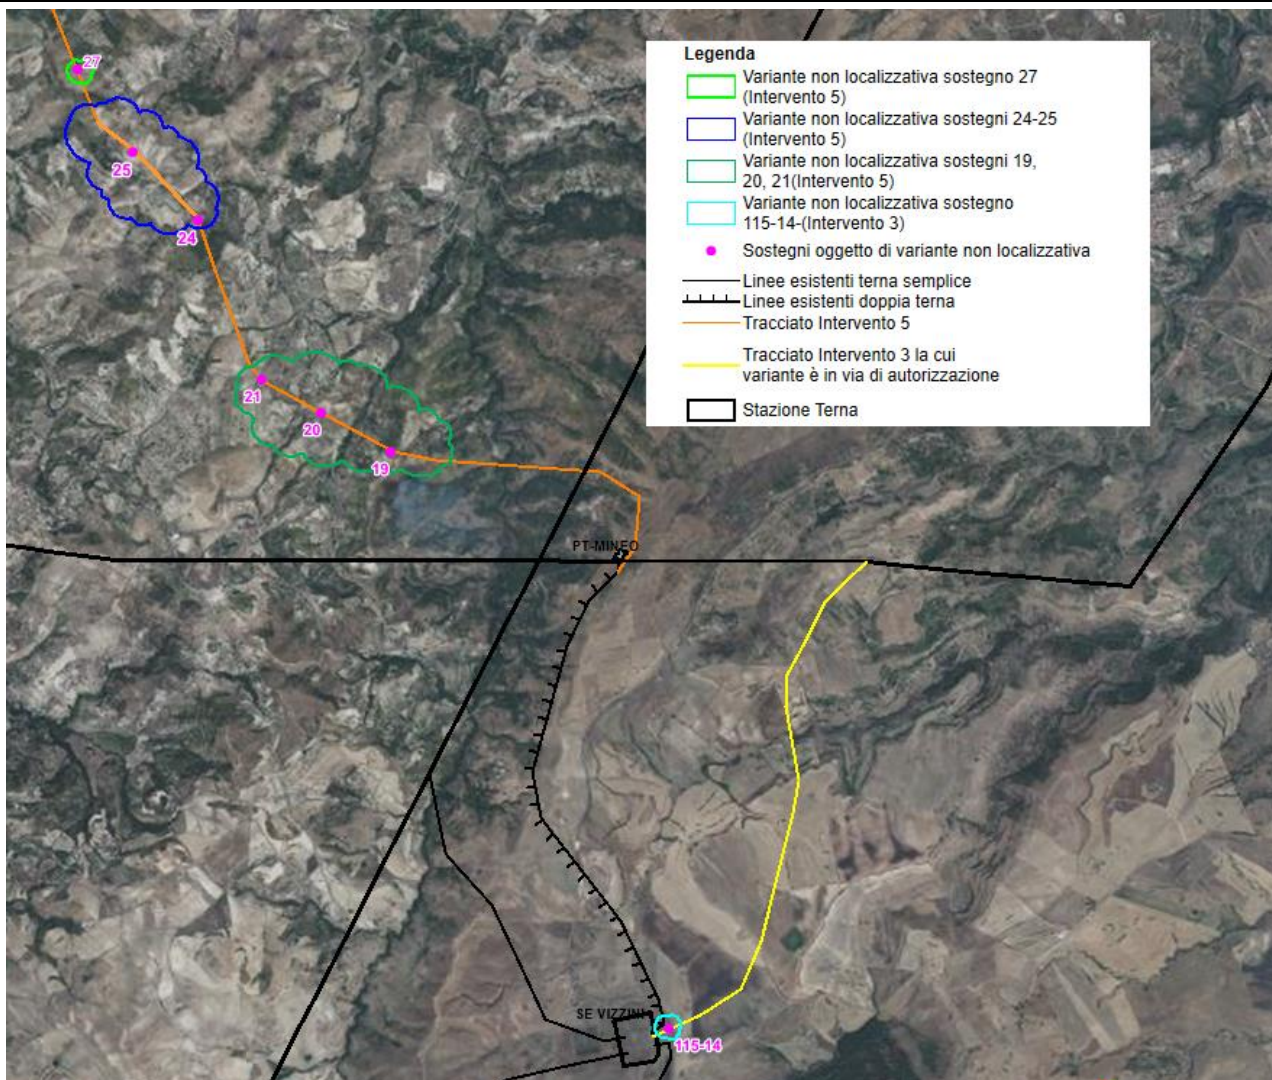 27
25
24
21
20
19
PT-MINEO
SE VIZZINI
115-14
Legenda
Variante non localizzativa sostegno 27
(Intervento 5)
Variante non localizzativa sostegni 24-25
(Intervento 5)
Variante non localizzativa sostegni 19,
20, 21(Intervento 5)
Variante non localizzativa sostegno
115-14-(Intervento 3)
Sostegni oggetto di variante non localizzativa
Linee esistenti terna semplice
Linee esistenti doppia terna
Tracciato Intervento 5
Tracciato Intervento 3 la cui
variante è in via di autorizzazione
Stazione Terna